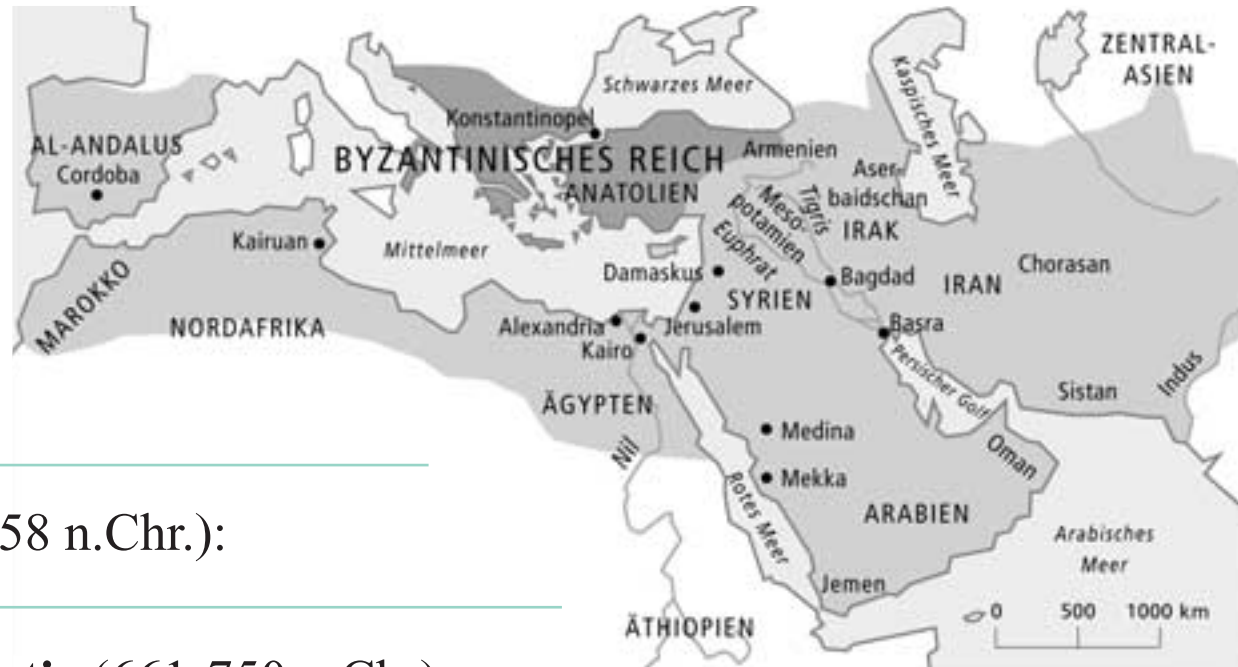 ZENTRAL-
ASIEN
Schwarzes Meer
Kaspisches Meer
Konstantinopel
AL-ANDALUS
Cordoba
BYZANTINISCHES REICH
ANATOLIEN
Armenien
Aser-
baidschan
Tigris
Meso-
potamien
Euphrat
IRAK
Kairuan
Mittelmeer
Damaskus
SYRIEN
Bagdad
IRAN
Chorasan
MAROKKO
NORDAFRIKA
Alexandria
Jerusalem
Kairo
Basra
Persischer Golf
Sistan
Indus
ÄGYPTEN
Nil
Medina
Mekka
Rotes Meer
Oman
ARABIEN
Arabisches
Meer
Jemen
ÄTHIOPIEN
0 500 1000 km
58 n.Chr.):